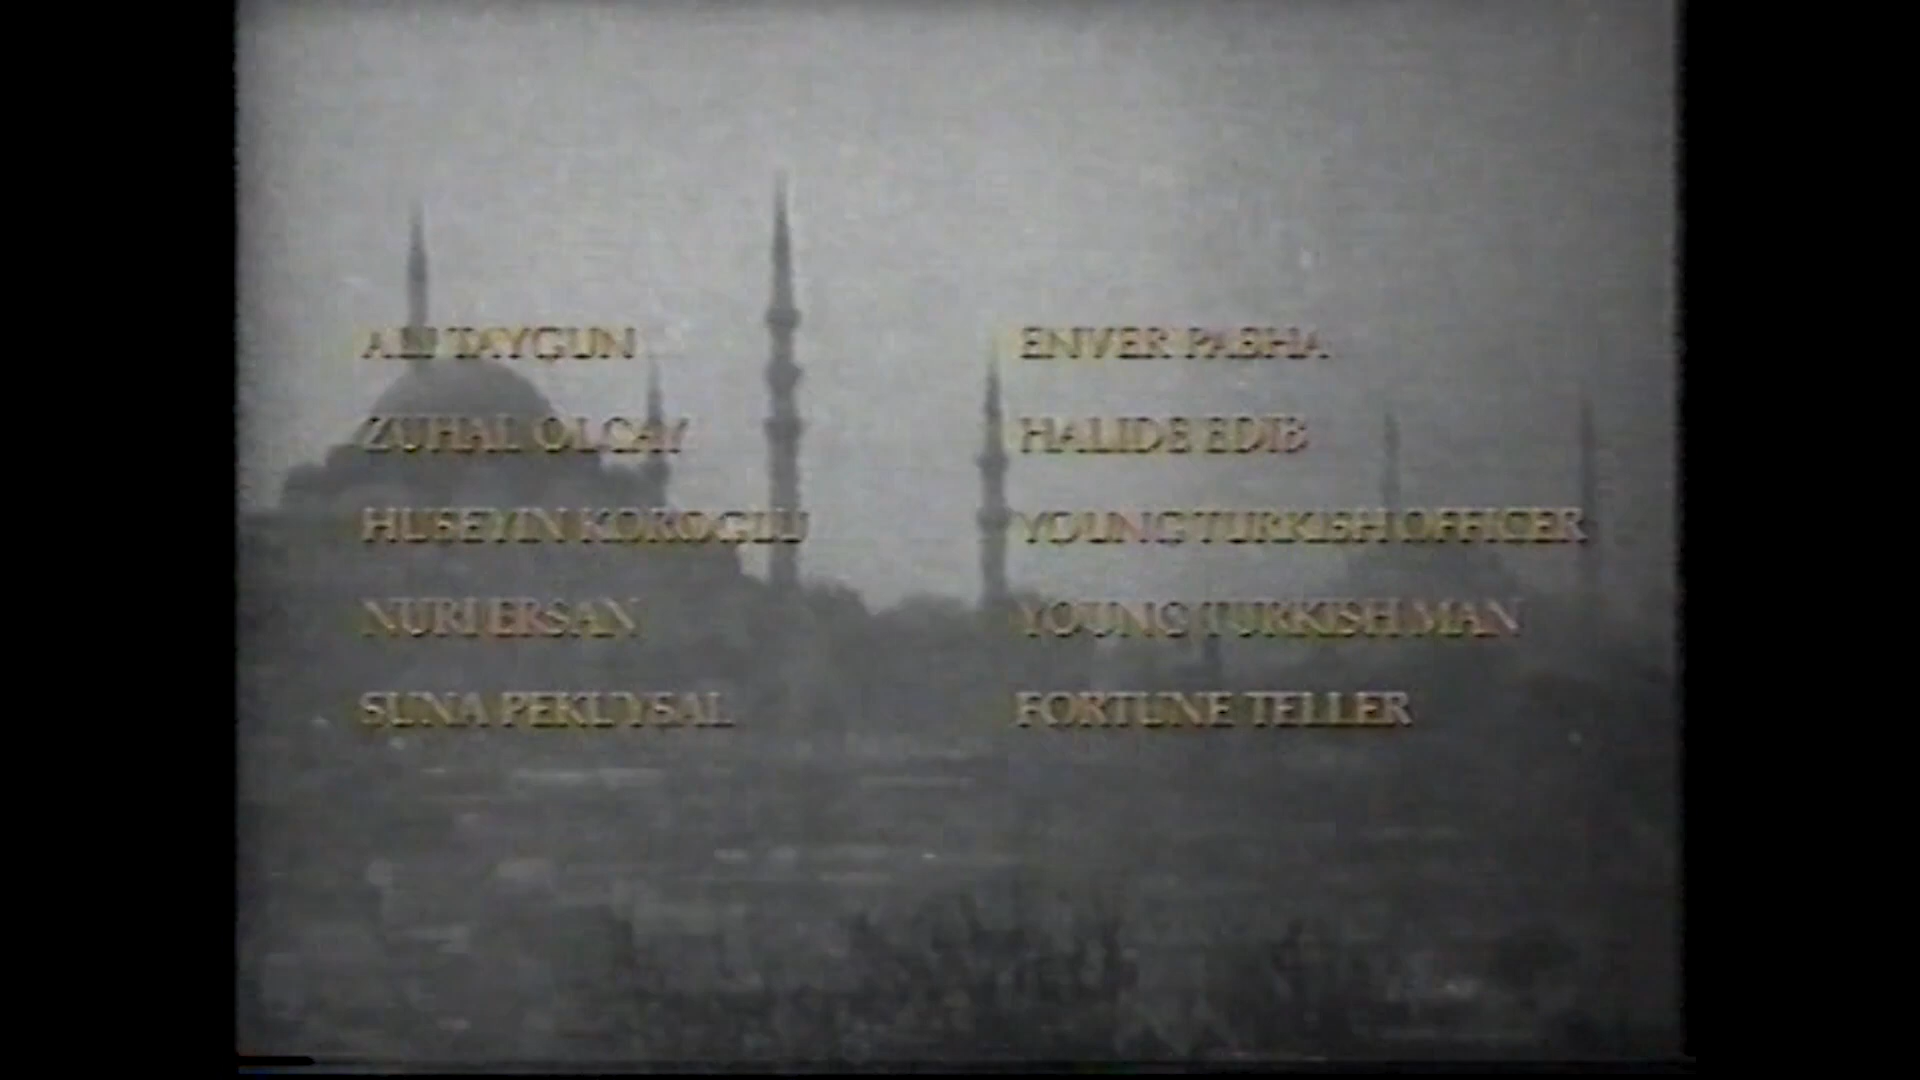 ALI TAYGUN ENVER PASHA
ZUHAL OLCAY HALIDE EDIB
HUSEYIN KOROGLU YOUNG TURKISH OFFICER
NURI ERSAN YOUNG TURKISH MAN
SUNA PEKUYSAL FORTUNE TELLER